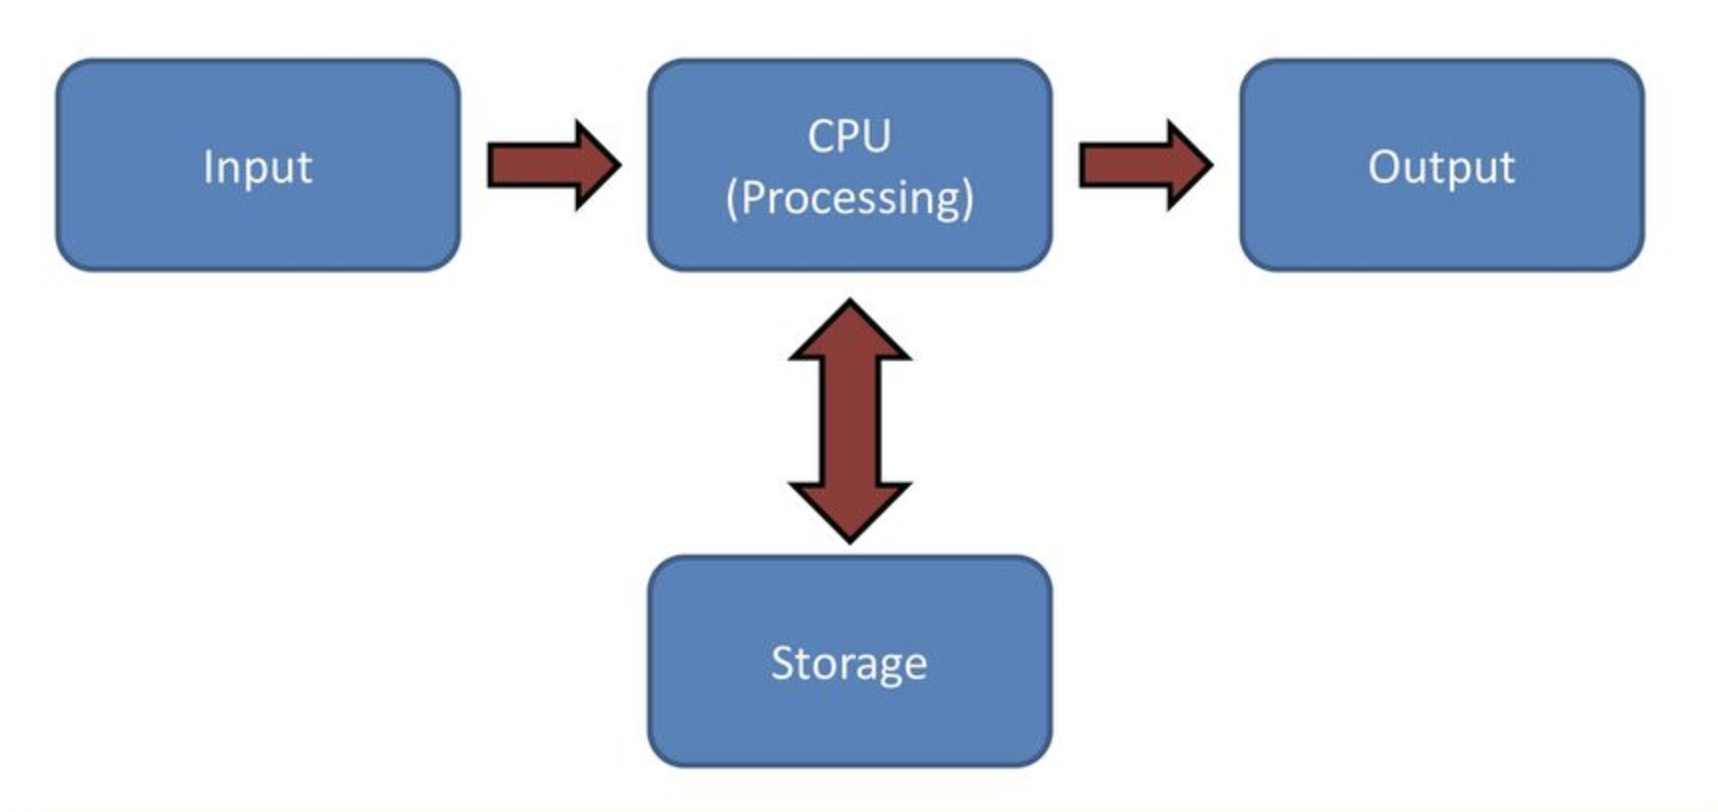 Input
CPU
(Processing)
Output
Storage